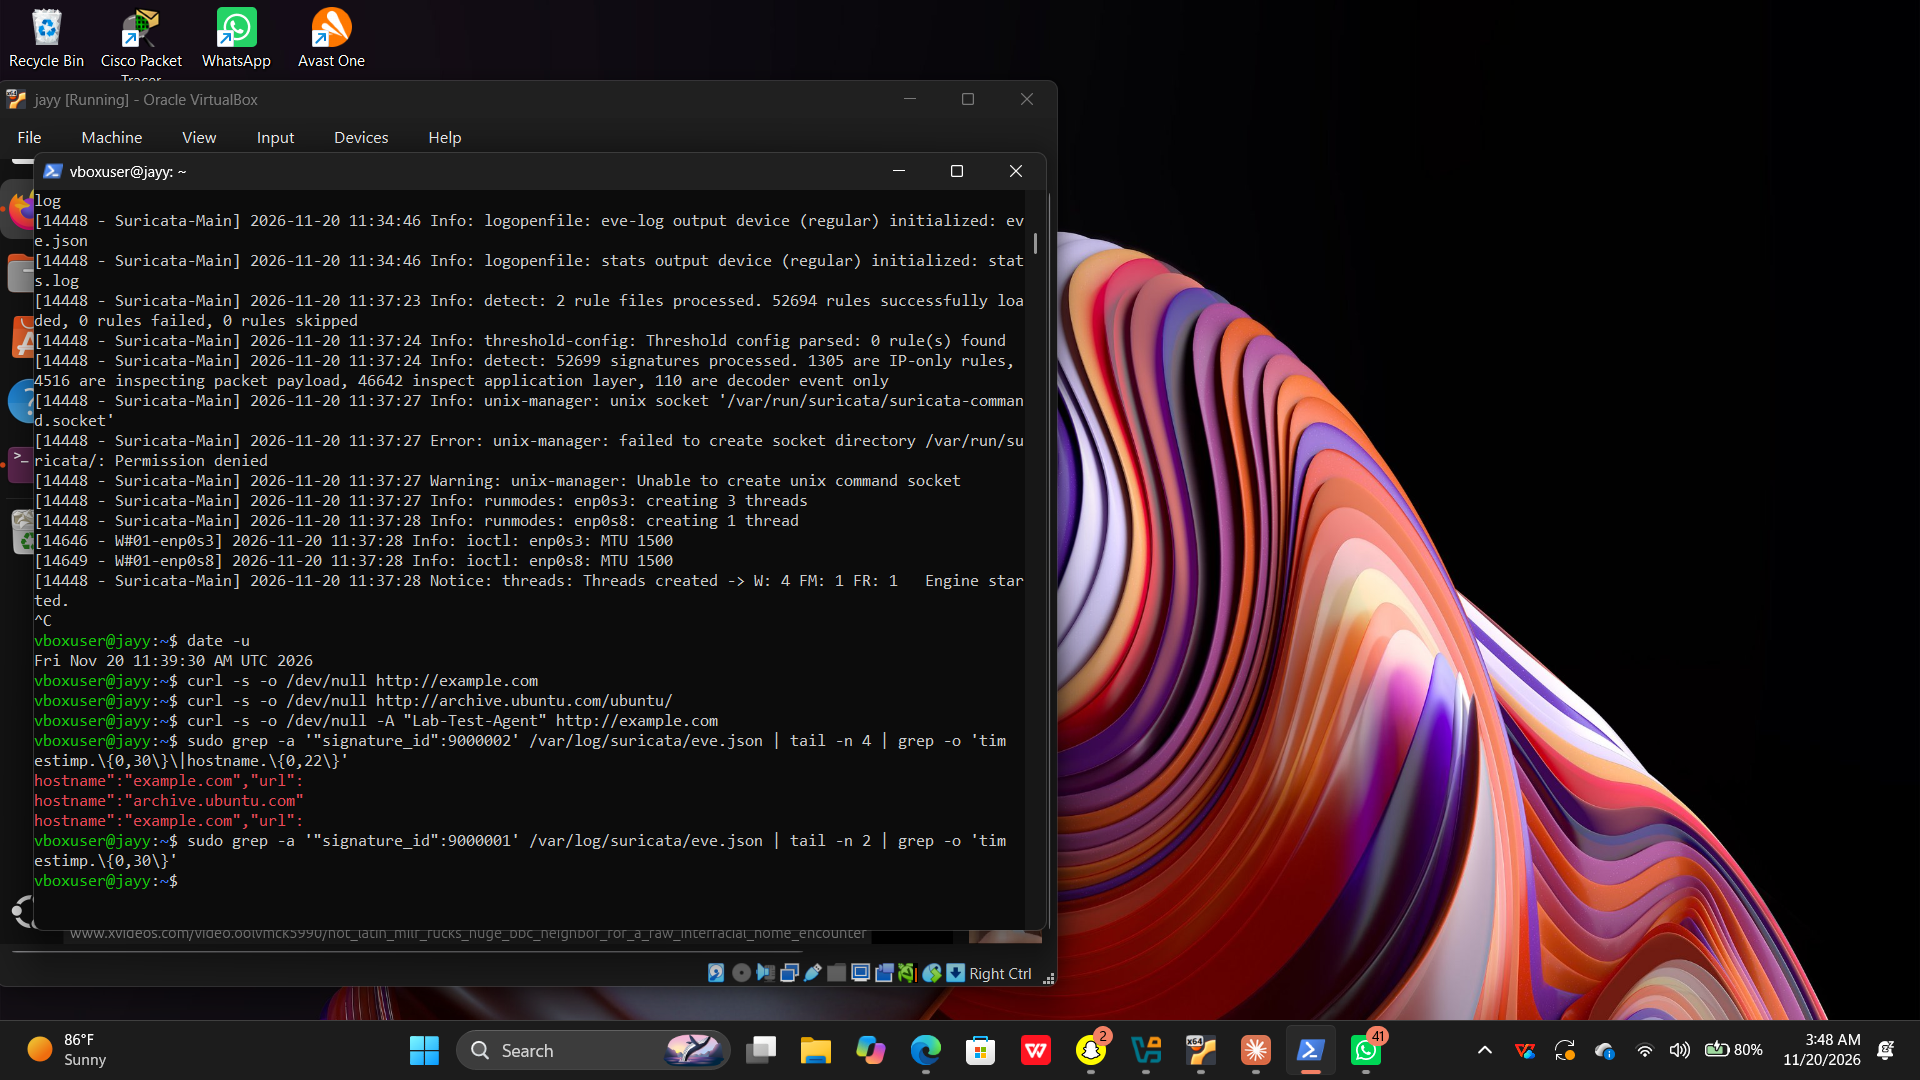 Recycle Bin
Cisco Packet
Tracer
WhatsApp
Avast One
jayy [Running] - Oracle VirtualBox
File Machine View Input Devices Help
vboxuser@jayy: ~
log
[14448 - Suricata-Main] 2026-11-20 11:34:46 Info: logopenfile: eve-log output device (regular) initialized: ev
e.json
[14448 - Suricata-Main] 2026-11-20 11:34:46 Info: logopenfile: stats output device (regular) initialized: stat
s.log
[14448 - Suricata-Main] 2026-11-20 11:37:23 Info: detect: 2 rule files processed. 52694 rules successfully loa
ded, 0 rules failed, 0 rules skipped
[14448 - Suricata-Main] 2026-11-20 11:37:24 Info: threshold-config: Threshold config parsed: 0 rule(s) found
[14448 - Suricata-Main] 2026-11-20 11:37:24 Info: detect: 52699 signatures processed. 1305 are IP-only rules,
4516 are inspecting packet payload, 46642 inspect application layer, 110 are decoder event only
[14448 - Suricata-Main] 2026-11-20 11:37:27 Info: unix-manager: unix socket '/var/run/suricata/suricata-comman
d.socket'
[14448 - Suricata-Main] 2026-11-20 11:37:27 Error: unix-manager: failed to create socket directory /var/run/su
ricata/: Permission denied
[14448 - Suricata-Main] 2026-11-20 11:37:27 Warning: unix-manager: Unable to create unix command socket
[14448 - Suricata-Main] 2026-11-20 11:37:27 Info: runmodes: enp0s3: creating 3 threads
[14448 - Suricata-Main] 2026-11-20 11:37:28 Info: runmodes: enp0s8: creating 1 thread
[14646 - W#01-enp0s3] 2026-11-20 11:37:28 Info: ioctl: enp0s3: MTU 1500
[14649 - W#01-enp0s8] 2026-11-20 11:37:28 Info: ioctl: enp0s8: MTU 1500
[14448 - Suricata-Main] 2026-11-20 11:37:28 Notice: threads: Threads created -> W: 4 FM: 1 FR: 1   Engine star
ted.
^C
vboxuser@jayy:~$ date -u
Fri Nov 20 11:39:30 AM UTC 2026
vboxuser@jayy:~$ curl -s -o /dev/null http://example.com
vboxuser@jayy:~$ curl -s -o /dev/null http://archive.ubuntu.com/ubuntu/
vboxuser@jayy:~$ curl -s -o /dev/null -A "Lab-Test-Agent" http://example.com
vboxuser@jayy:~$ sudo grep -a '"signature_id":9000002' /var/log/suricata/eve.json | tail -n 4 | grep -o 'tim
estimp.\{0,30\}\|hostname.\{0,22\}'
hostname":"example.com","url":
hostname":"archive.ubuntu.com"
hostname":"example.com","url":
vboxuser@jayy:~$ sudo grep -a '"signature_id":9000001' /var/log/suricata/eve.json | tail -n 2 | grep -o 'tim
estimp.\{0,30\}'
vboxuser@jayy:~$
Right Ctrl
86°F
Sunny
Search
2
x64
41
80%
3:48 AM
11/20/2026